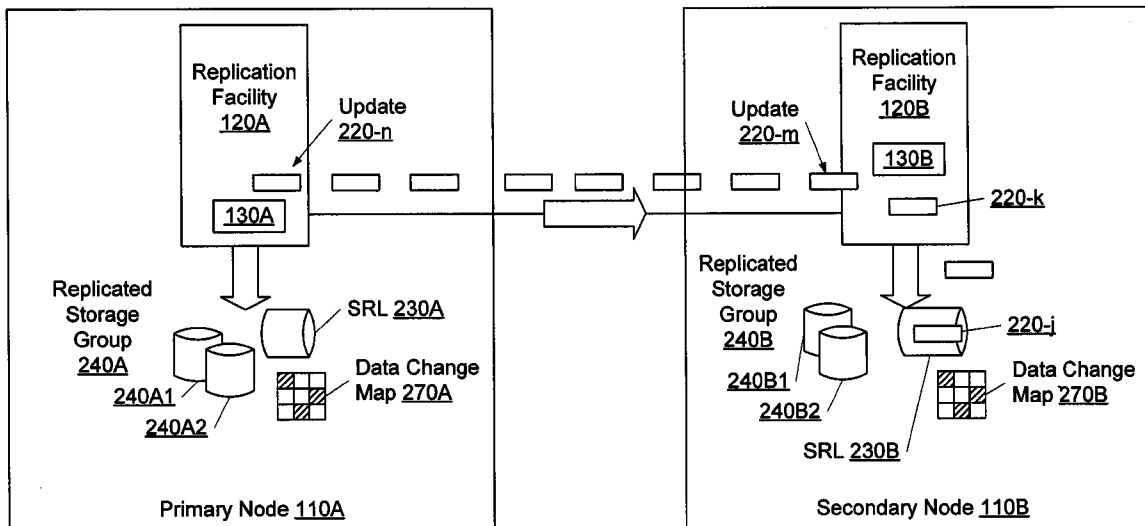 Replication
Facility
120A
Update
220-n
130A
Replicated
Storage
Group
240A
SRL 230A
240A1
240A2
Data Change
Map 270A
Primary Node 110A
Replication
Facility
120B
Update
220-m
130B
220-k
Replicated
Storage
Group
240B
220-j
240B1
240B2
Data Change
Map 270B
SRL 230B
Secondary Node 110B